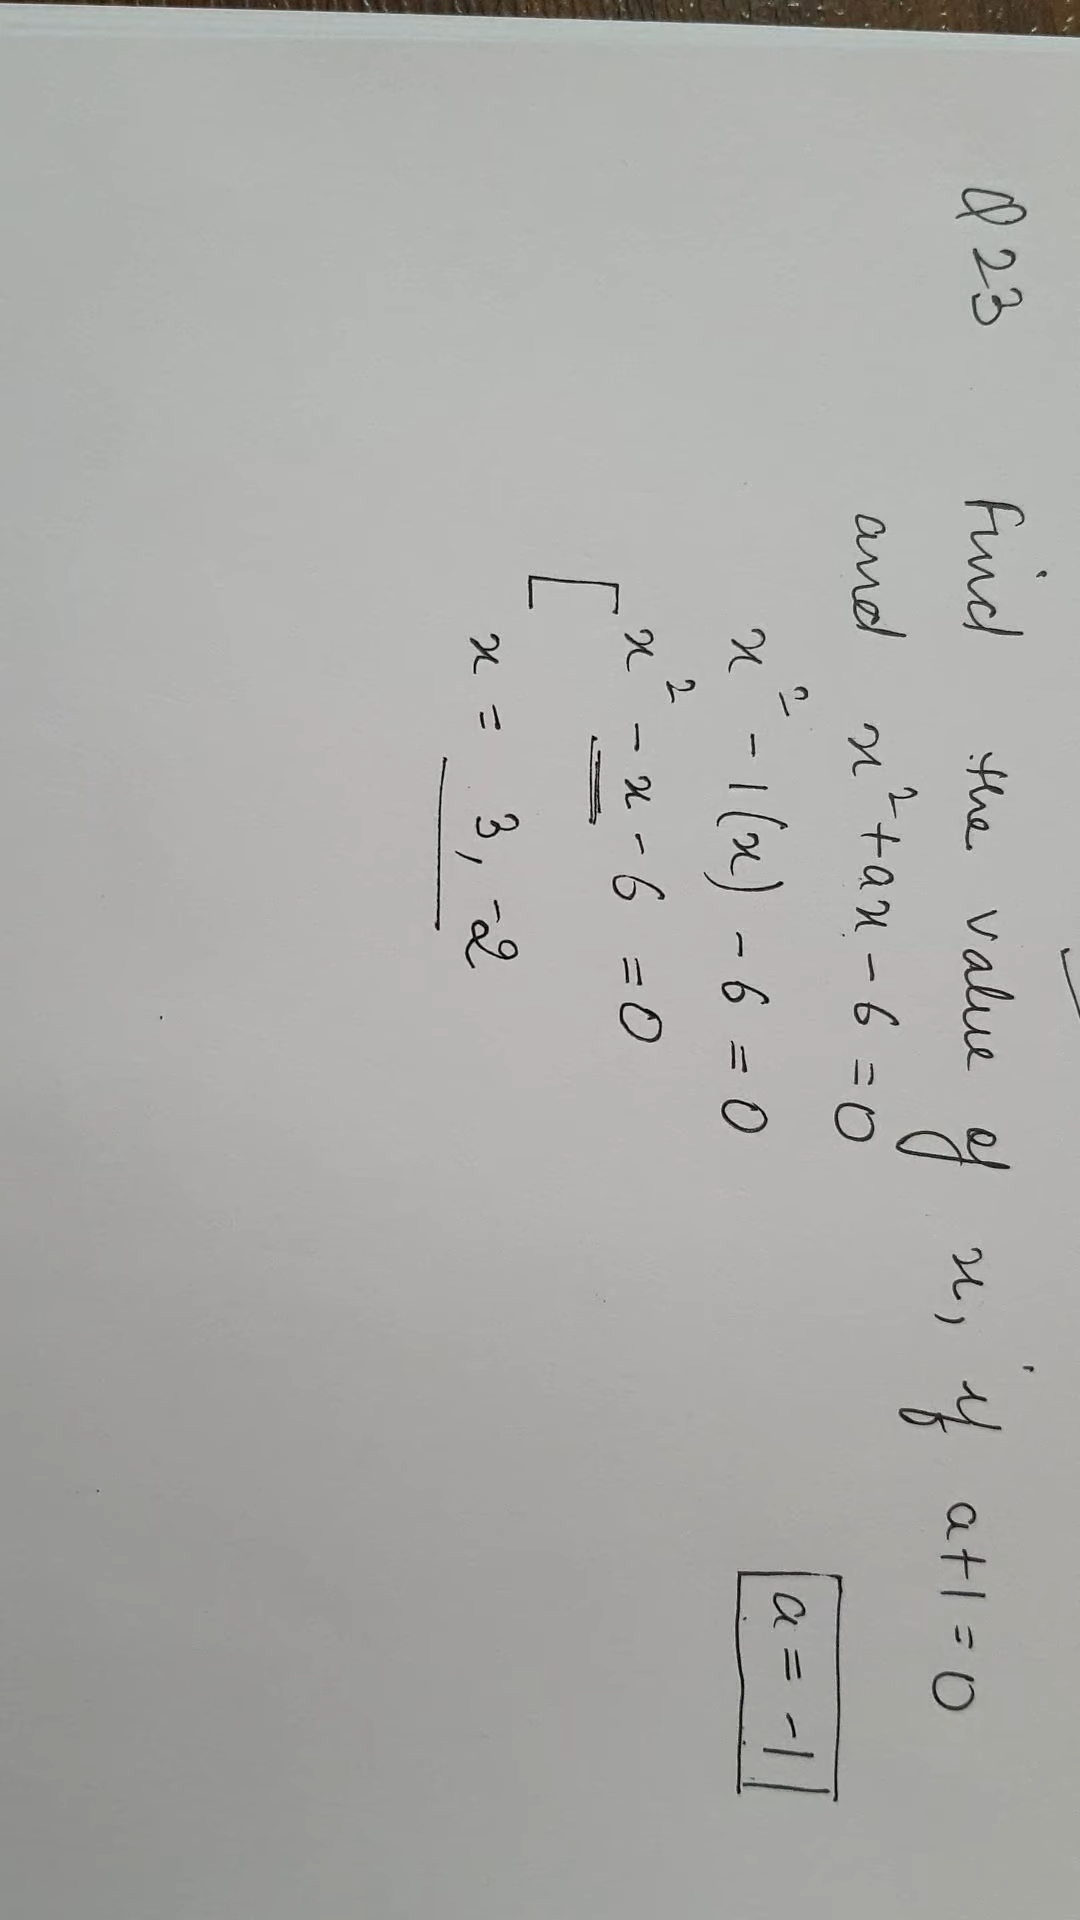 Q 23 Find the value of x, if a+1=0
and x²+ax-6=0
a=-1
x²-1(x)-6=0
x²-x-6=0
x= 3,-2